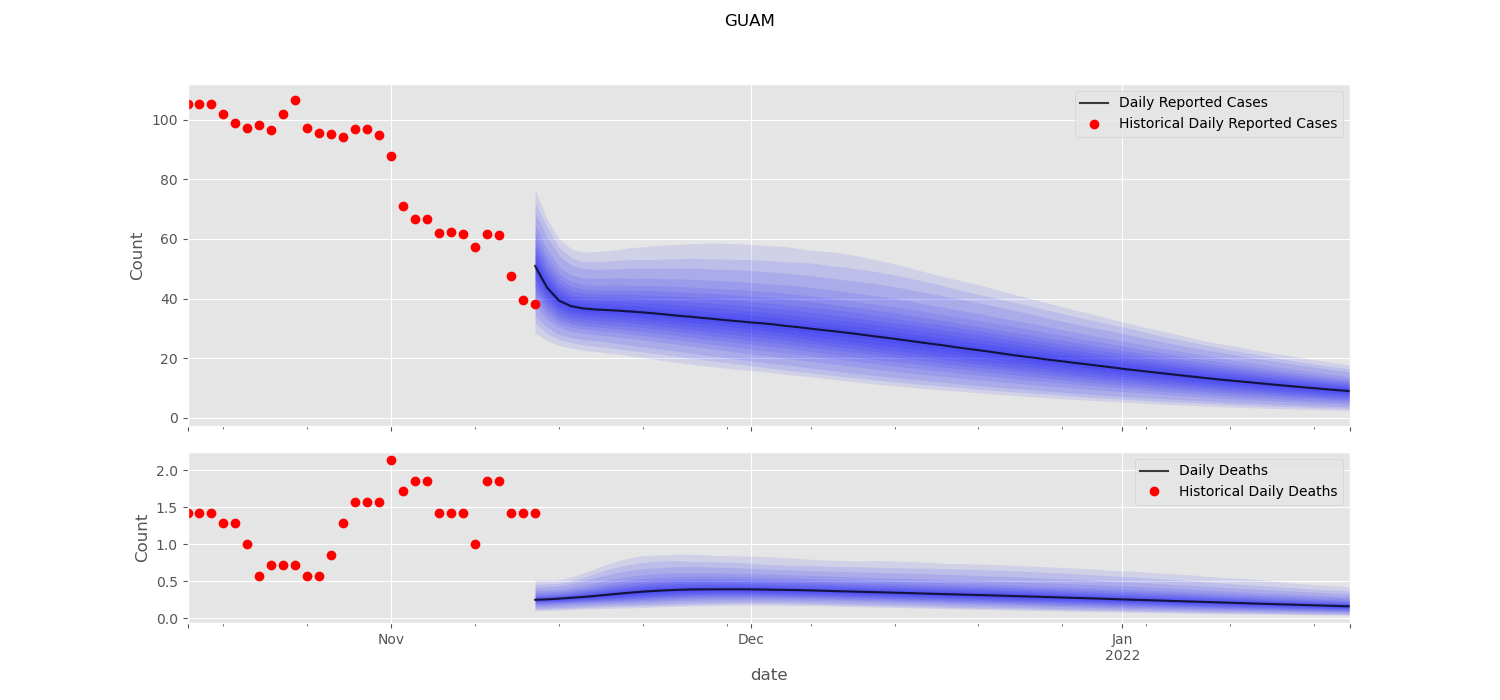 GUAM
Daily Reported Cases
Historical Daily Reported Cases
Count
100
80
60
40
20
0
Daily Deaths
Historical Daily Deaths
Count
2.0
1.5
1.0
0.5
0.0
Nov
Dec
Jan
2022
date